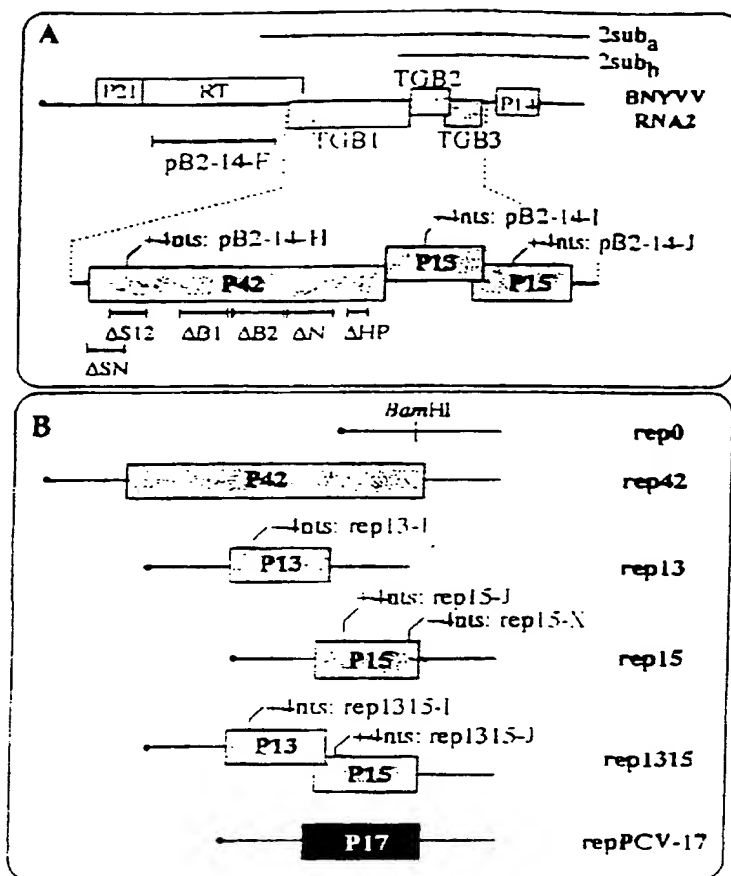 A
2sub_a
2sub_b
TGB2
P21 RT P14 BNYVV
RNA2
TGB1 TGB3
pB2-14-F
+4nts: pB2-14-I
+4nts: pB2-14-H +4nts: pB2-14-J
P13
P42 P15
ΔS12 ΔB1 ΔB2 ΔN ΔHP
ΔSN
B
BamHI
rep0
P42 rep42
+4nts: rep13-I
P13 rep13
+4nts: rep15-J
+4nts: rep15-X
P15 rep15
+4nts: rep1315-I
P13 +4nts: rep1315-J
P15 rep1315
P17 repPCV-17